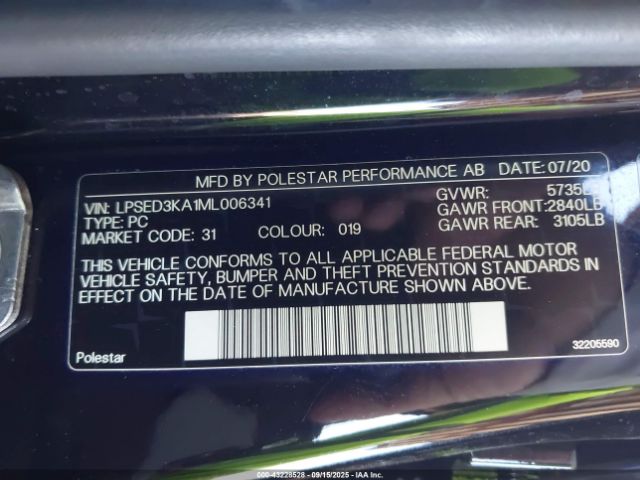 MFD BY POLESTAR PERFORMANCE AB DATE: 07/20
VIN: LPSED3KA1ML006341 GVWR: 5735LB
TYPE: PC GAWR FRONT: 2840LB
MARKET CODE: 31 COLOUR: 019 GAWR REAR: 3105LB
THIS VEHICLE CONFORMS TO ALL APPLICABLE FEDERAL MOTOR
VEHICLE SAFETY, BUMPER AND THEFT PREVENTION STANDARDS IN
EFFECT ON THE DATE OF MANUFACTURE SHOWN ABOVE.
Polestar 32205590
000-43228528 - 09/15/2025 - IAA Inc.